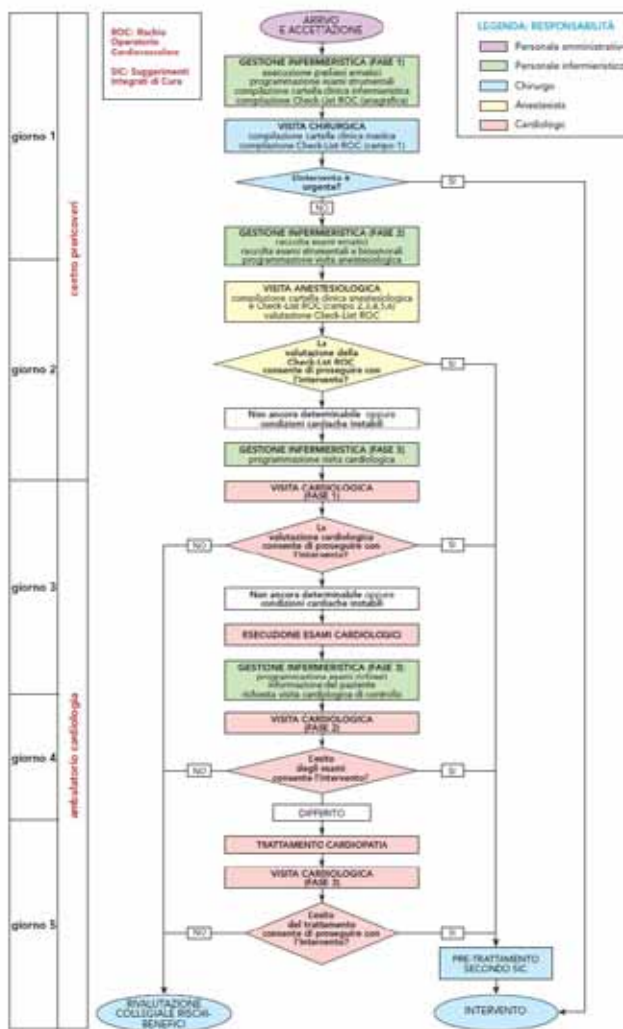 ROC: Rischio
Operatorio
Cardiovascolare
SIC: Suggerimenti
Integrati di Cura
LEGENDA: RESPONSABILITÀ
Personale amministrativo
Personale infermieristico
Chirurgo
Anestesista
Cardiologo
giorno 1
giorno 2
giorno 3
giorno 4
giorno 5
centro prericoveri
ambulatorio cardiologia
ARRIVO
E ACCETTAZIONE
GESTIONE INFERMIERISTICA (FASE 1)
esecuzione prelievi ematici
programmazione esami strumentali
compilazione cartella clinica infermieristica
compilazione Check-List ROC (anagrafica)
VISITA CHIRURGICA
compilazione cartella clinica medica
compilazione Check-List ROC (campo 1)
L'intervento è
urgente?
SI
NO
GESTIONE INFERMIERISTICA (FASE 2)
raccolta esami ematici
raccolta esami strumentali e bioumorali
programmazione visita anestesiologica
VISITA ANESTESIOLOGICA
compilazione cartella clinica anestesiologica
e Check-List ROC (campo 2,3,4,5,6)
valutazione Check-List ROC
La
valutazione della
Check-List ROC
consente di proseguire con
l'intervento?
SI
Non ancora determinabile oppure
condizioni cardiache instabili
GESTIONE INFERMIERISTICA (FASE 3)
programmazione visita cardiologica
VISITA CARDIOLOGICA
(FASE 1)
La
valutazione cardiologica
consente di proseguire con
l'intervento?
NO
SI
Non ancora determinabile oppure
condizioni cardiache instabili
ESECUZIONE ESAMI CARDIOLOGICI
GESTIONE INFERMIERISTICA (FASE 3)
programmazione esami richiesti
informazione del paziente
richiesta visita cardiologica di controllo
VISITA CARDIOLOGICA
(FASE 2)
L'esito
degli esami
consente l'intervento?
NO
SI
DIFFERITO
TRATTAMENTO CARDIOPATIA
VISITA CARDIOLOGICA
(FASE 3)
L'esito
del trattamento
consente di proseguire con
l'intervento?
NO
SI
PRE-TRATTAMENTO
SECONDO SIC
RIVALUTAZIONE
COLLEGIALE RISCHI-
BENEFICI
INTERVENTO